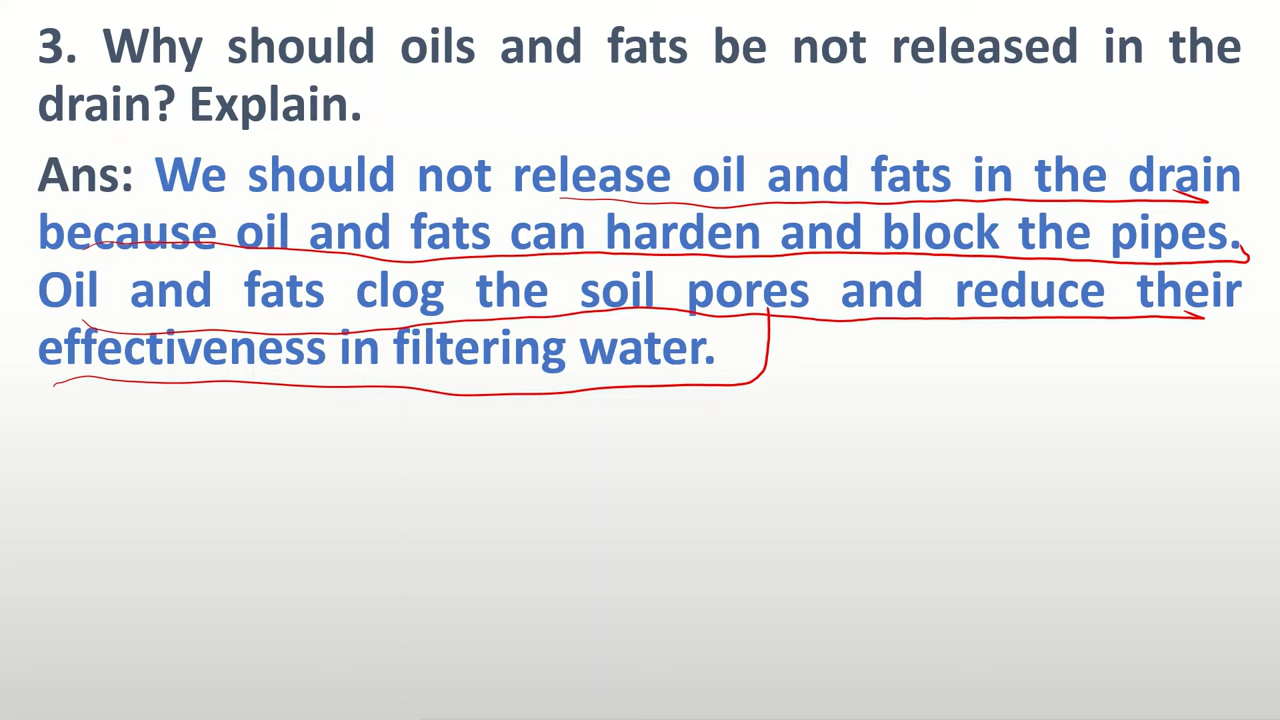 3. Why should oils and fats be not released in the
drain? Explain.
Ans: We should not release oil and fats in the drain
because oil and fats can harden and block the pipes.
Oil and fats clog the soil pores and reduce their
effectiveness in filtering water.